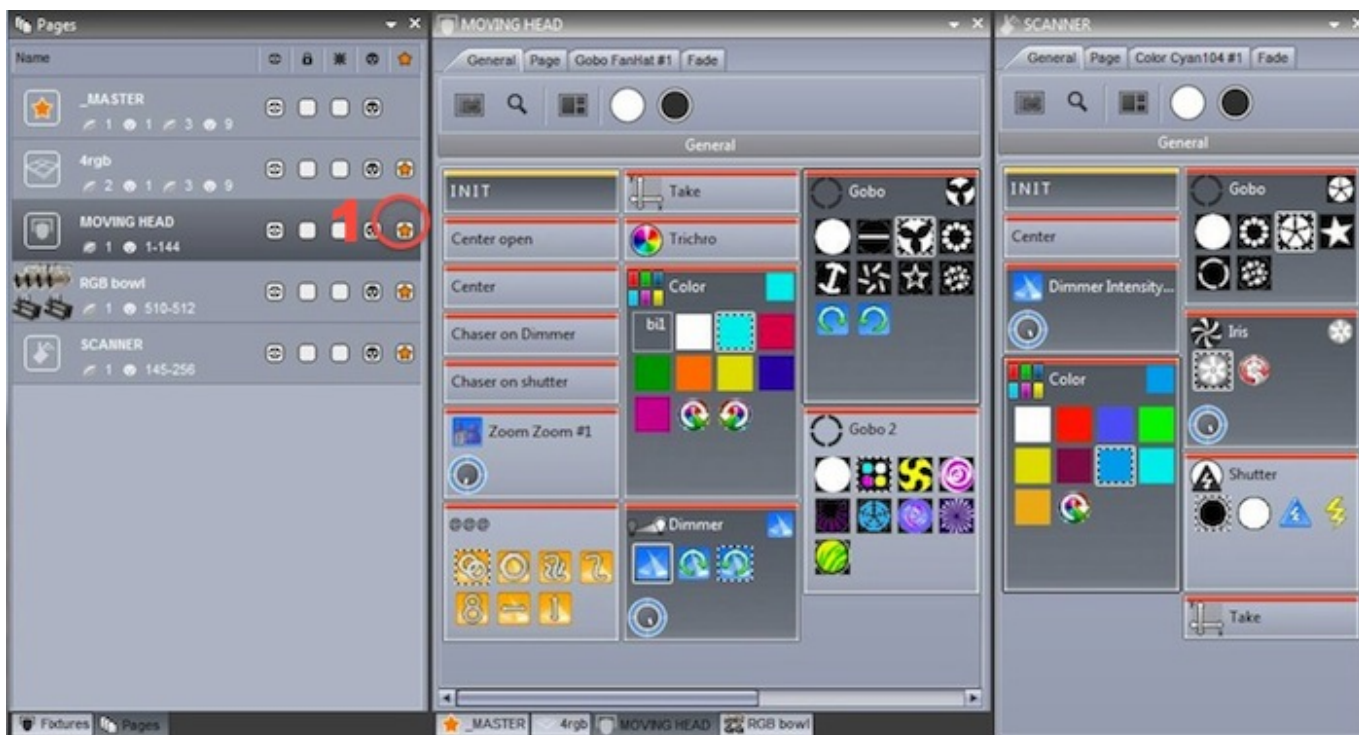 Pages
Name
_MASTER
1 1 3 9
4rgb
2 1 3 9
MOVING HEAD
1 1-144
1
RGB bowl
1 510-512
SCANNER
1 145-256
Fixtures Pages
MOVING HEAD
General Page Gobo FanHat #1 Fade
General
INIT
Center open
Center
Chaser on Dimmer
Chaser on shutter
Zoom Zoom #1
Take
Trichro
Color
bi1
Dimmer
Gobo
Gobo 2
_MASTER 4rgb MOVING HEAD RGB bowl
SCANNER
General Page Color Cyan104 #1 Fade
General
INIT
Center
Dimmer Intensity...
Color
Gobo
Iris
Shutter
Take